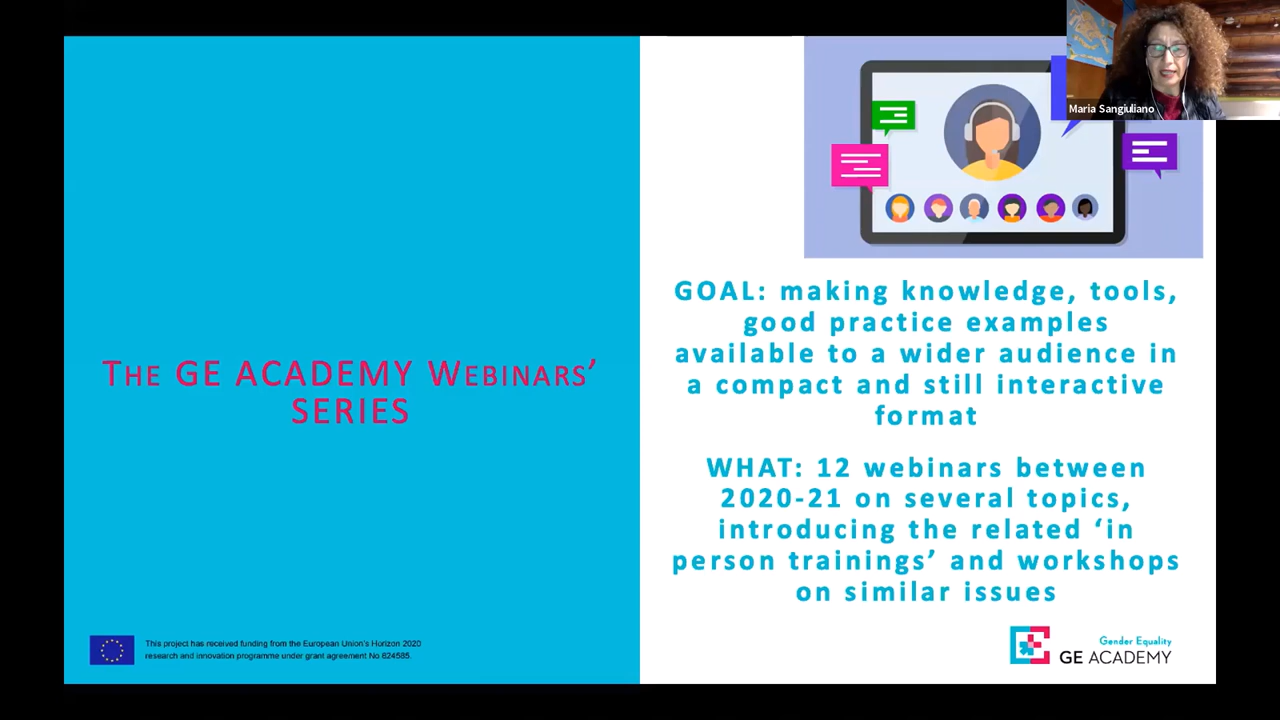 Maria Sangiuliano
THE GE ACADEMY WEBINARS’
SERIES
GOAL: making knowledge, tools,
good practice examples
available to a wider audience in
a compact and still interactive
format
WHAT: 12 webinars between
2020-21 on several topics,
introducing the related ‘in
person trainings’ and workshops
on similar issues
This project has received funding from the European Union's Horizon 2020
research and innovation programme under grant agreement No 824585.
Gender Equality
GE ACADEMY